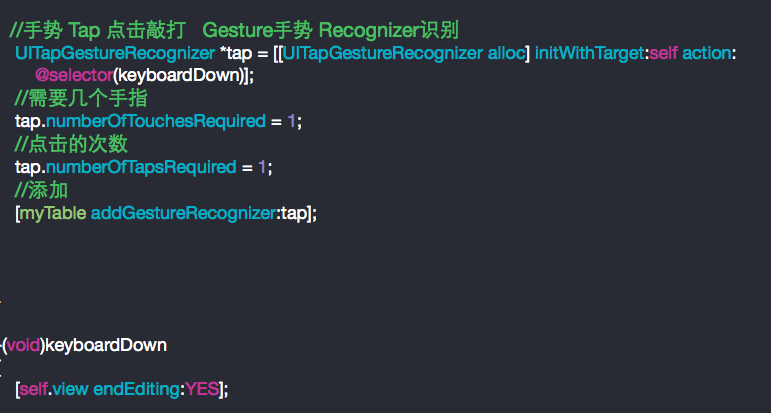 //手势 Tap 点击敲打 Gesture手势 Recognizer识别
UITapGestureRecognizer *tap = [[UITapGestureRecognizer alloc] initWithTarget:self action:
@selector(keyboardDown)];
//需要几个手指
tap.numberOfTouchesRequired = 1;
//点击的次数
tap.numberOfTapsRequired = 1;
//添加
[myTable addGestureRecognizer:tap];
-(void)keyboardDown
{
[self.view endEditing:YES];